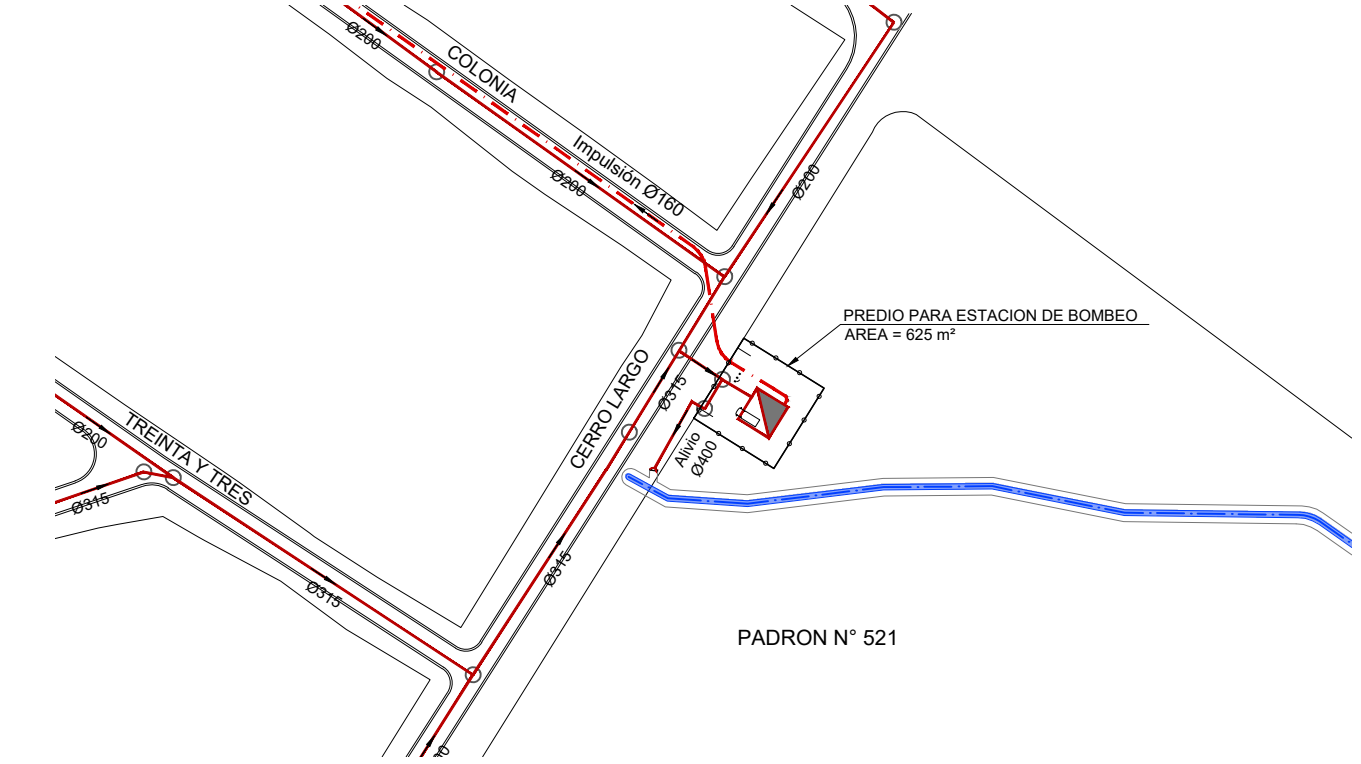 Ø200
COLONIA
Impulsión Ø160
Ø200
Ø200
PREDIO PARA ESTACION DE BOMBEO
AREA = 625 m²
CERRO LARGO
Ø315
Alivio
Ø400
Ø200
TREINTA Y TRES
Ø315
Ø315
Ø315
PADRON N° 521